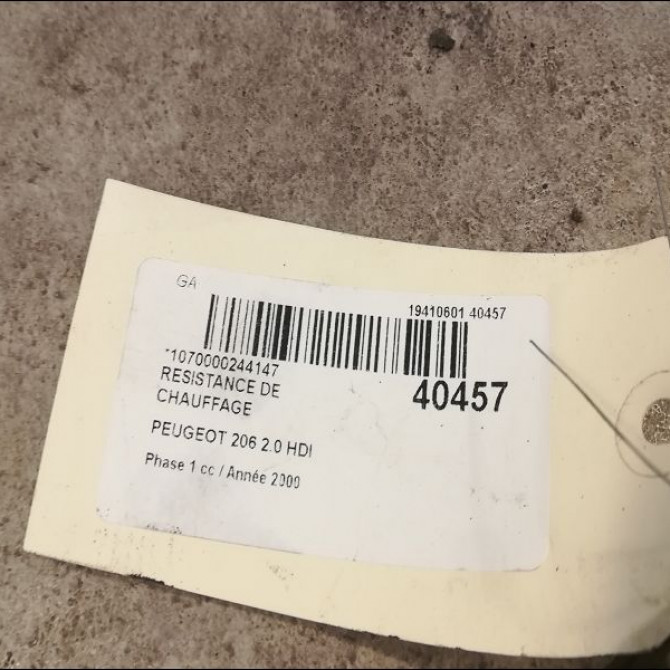 GA
19410601 40457
*1070000244147
40457
RESISTANCE DE
CHAUFFAGE
PEUGEOT 206 2.0 HDI
Phase 1 cc / Année 2000